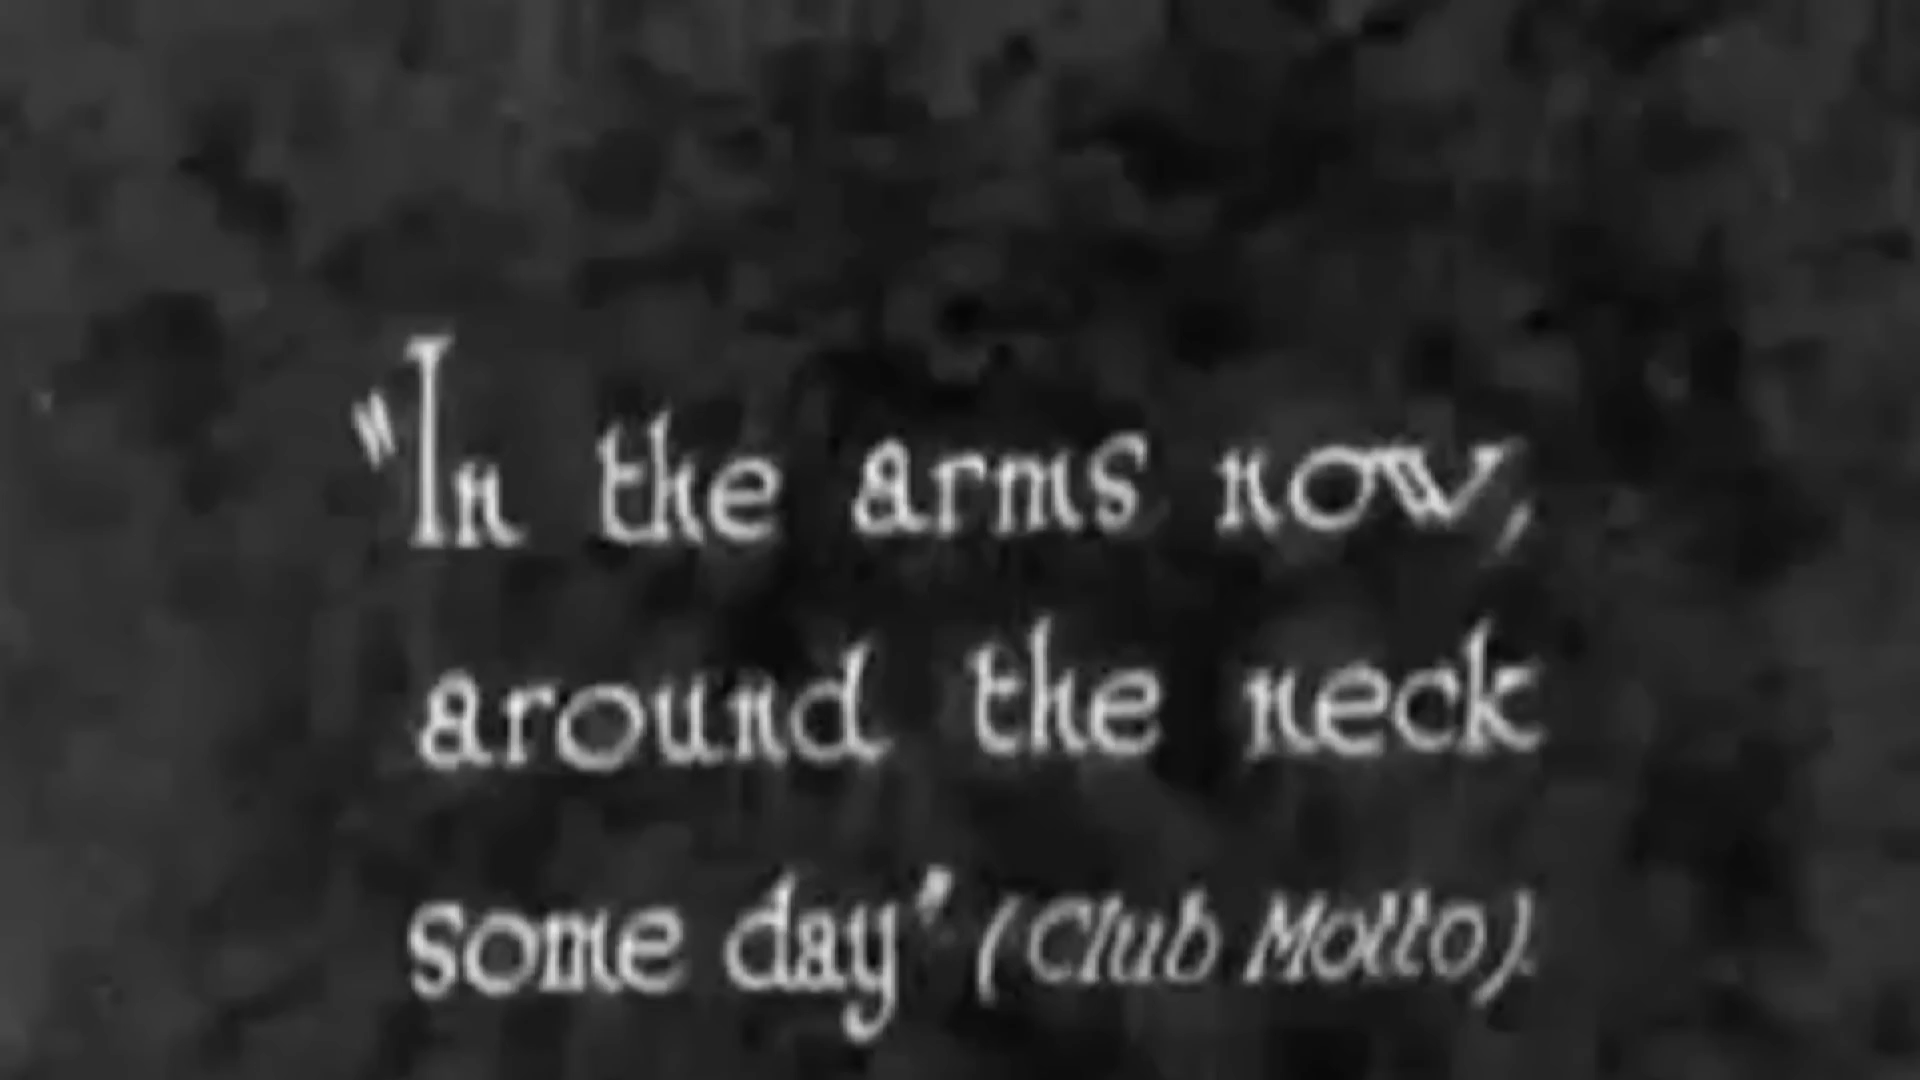 "In the arms now,
around the neck
some day" (Club Motto).